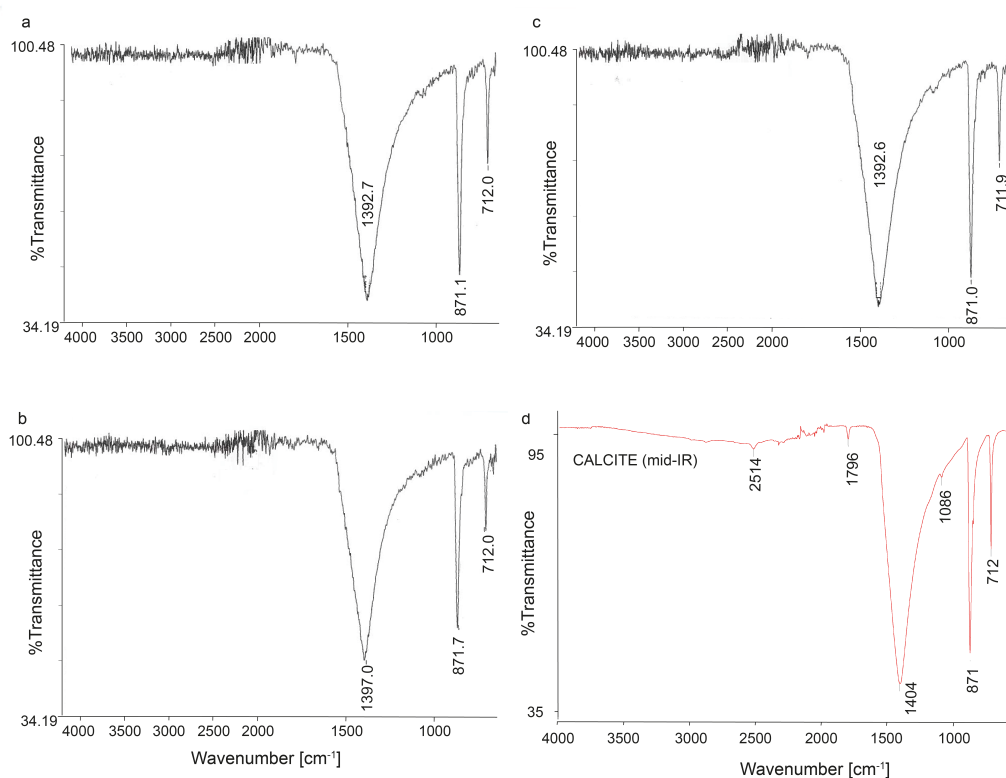 a
100.48
%Transmittance
1392.7
871.1
712.0
34.19
4000 3500 3000 2500 2000 1500 1000
c
100.48
%Transmittance
1392.6
871.0
711.9
34.19
4000 3500 3000 2500 2000 1500 1000
b
100.48
%Transmittance
1397.0
871.7
712.0
34.19
4000 3500 3000 2500 2000 1500 1000
Wavenumber [cm⁻¹]
d
95
CALCITE (mid-IR)
%Transmittance
2514
1796
1404
1086
871
712
35
4000 3000 2500 2000 1500 1000
Wavenumber [cm⁻¹]